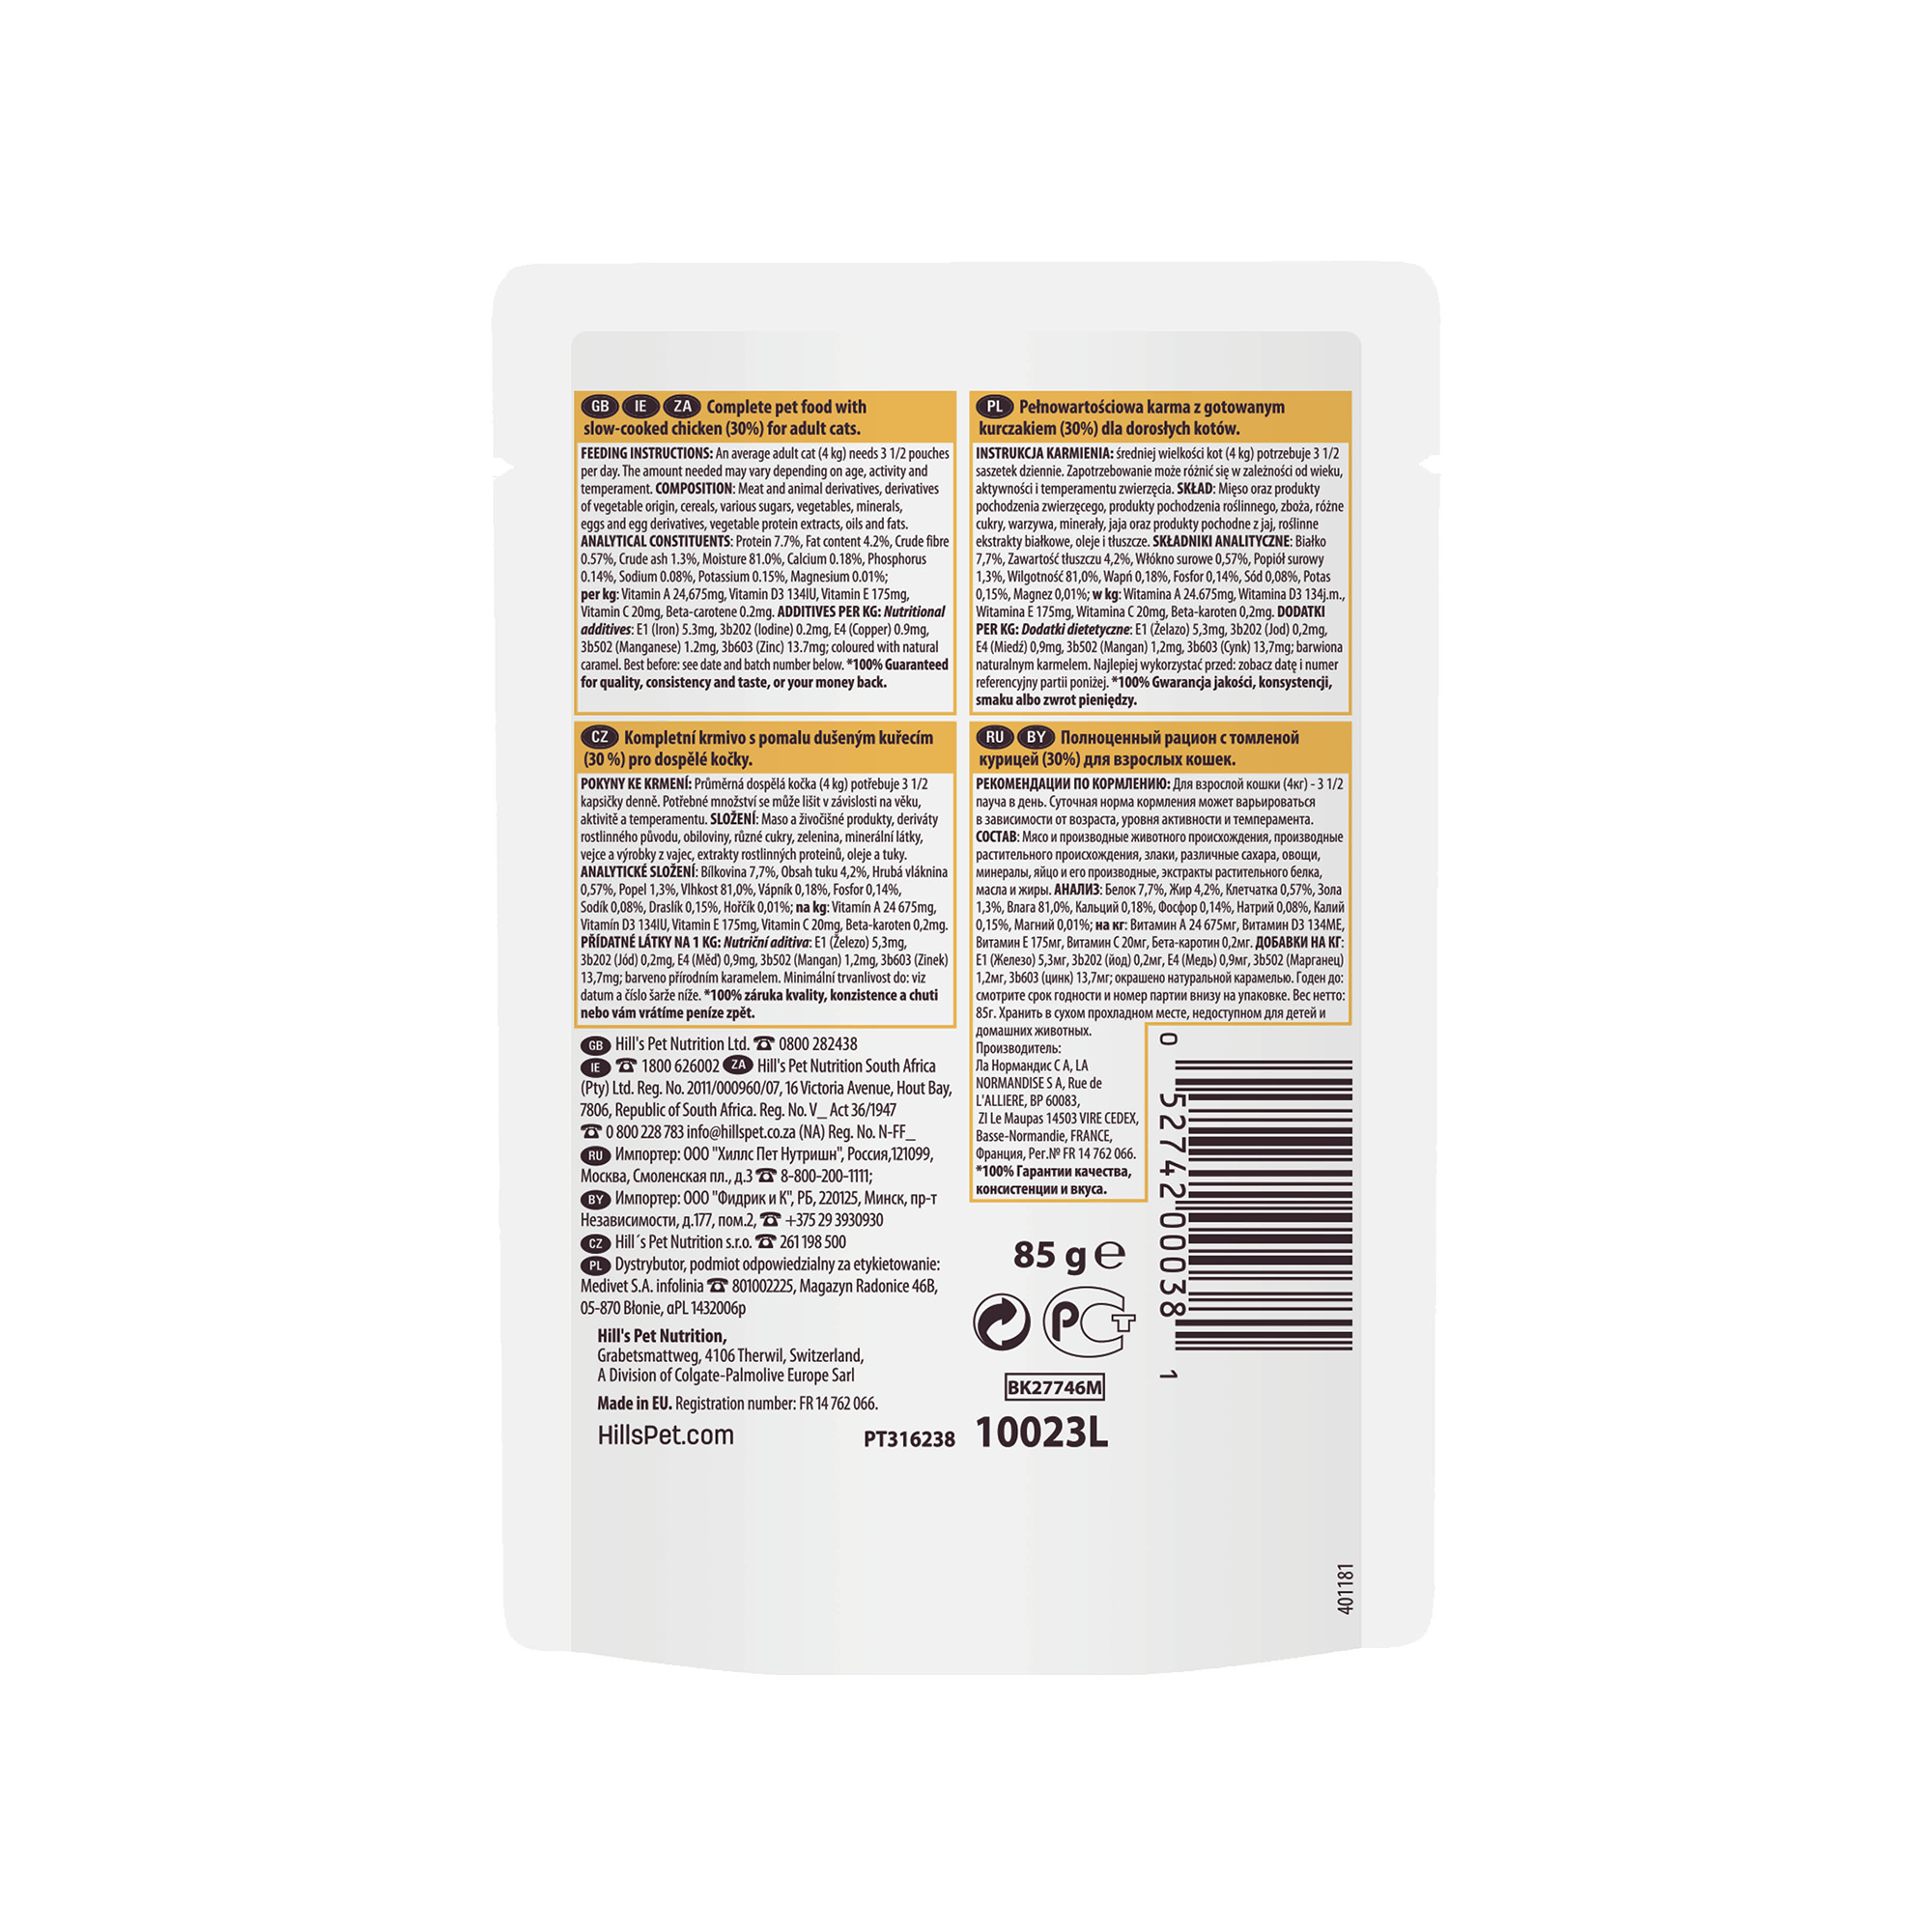 GB IE ZA Complete pet food with
slow-cooked chicken (30%) for adult cats.
FEEDING INSTRUCTIONS: An average adult cat (4 kg) needs 3 1/2 pouches
per day. The amount needed may vary depending on age, activity and
temperament. COMPOSITION: Meat and animal derivatives, derivatives
of vegetable origin, cereals, various sugars, vegetables, minerals,
eggs and egg derivatives, vegetable protein extracts, oils and fats.
ANALYTICAL CONSTITUENTS: Protein 7.7%, Fat content 4.2%, Crude fibre
0.57%, Crude ash 1.3%, Moisture 81.0%, Calcium 0.18%, Phosphorus
0.14%, Sodium 0.08%, Potassium 0.15%, Magnesium 0.01%;
per kg: Vitamin A 24,675mg, Vitamin D3 134IU, Vitamin E 175mg,
Vitamin C 20mg, Beta-carotene 0.2mg. ADDITIVES PER KG: Nutritional
additives: E1 (Iron) 5.3mg, 3b202 (Iodine) 0.2mg, E4 (Copper) 0.9mg,
3b502 (Manganese) 1.2mg, 3b603 (Zinc) 13.7mg; coloured with natural
caramel. Best before: see date and batch number below. *100% Guaranteed
for quality, consistency and taste, or your money back.
PL Pełnowartościowa karma z gotowanym
kurczakiem (30%) dla dorosłych kotów.
INSTRUKCJA KARMIENIA: średniej wielkości kot (4 kg) potrzebuje 3 1/2
saszetek dziennie. Zapotrzebowanie może różnić się w zależności od wieku,
aktywności i temperamentu zwierzęcia. SKŁAD: Mięso oraz produkty
pochodzenia zwierzęcego, produkty pochodzenia roślinnego, zboża, różne
cukry, warzywa, minerały, jaja oraz produkty pochodne z jaj, roślinne
ekstrakty białkowe, oleje i tłuszcze. SKŁADNIKI ANALITYCZNE: Białko
7,7%, Zawartość tłuszczu 4,2%, Włókno surowe 0,57%, Popiół surowy
1,3%, Wilgotność 81,0%, Wapń 0,18%, Fosfor 0,14%, Sód 0,08%, Potas
0,15%, Magnez 0,01%; w kg: Witamina A 24.675mg, Witamina D3 134j.m.,
Witamina E 175mg, Witamina C 20mg, Beta-karoten 0,2mg. DODATKI
PER KG: Dodatki dietetyczne: E1 (Żelazo) 5,3mg, 3b202 (Jod) 0,2mg,
E4 (Miedź) 0,9mg, 3b502 (Mangan) 1,2mg, 3b603 (Cynk) 13,7mg; barwiona
naturalnym karmelem. Najlepiej wykorzystać przed: zobacz datę i numer
referencyjny partii poniżej. *100% Gwarancja jakości, konsystencji,
smaku albo zwrot pieniędzy.
CZ Kompletní krmivo s pomalu dušeným kuřecím
(30 %) pro dospělé kočky.
POKYNY KE KRMENÍ: Průměrná dospělá kočka (4 kg) potřebuje 3 1/2
kapsičky denně. Potřebné množství se může lišit v závislosti na věku,
aktivitě a temperamentu. SLOŽENÍ: Maso a živočišné produkty, deriváty
rostlinného původu, obiloviny, různé cukry, zelenina, minerální látky,
vejce a výrobky z vajec, extrakty rostlinných proteinů, oleje a tuky.
ANALYTICKÉ SLOŽENÍ: Bílkovina 7,7%, Obsah tuku 4,2%, Hrubá vláknina
0,57%, Popel 1,3%, Vlhkost 81,0%, Vápník 0,18%, Fosfor 0,14%,
Sodík 0,08%, Draslík 0,15%, Hořčík 0,01%; na kg: Vitamín A 24 675mg,
Vitamín D3 134IU, Vitamin E 175mg, Vitamin C 20mg, Beta-karoten 0,2mg.
PŘÍDATNÉ LÁTKY NA 1 KG: Nutriční aditiva: E1 (Železo) 5,3mg,
3b202 (Jód) 0,2mg, E4 (Měď) 0,9mg, 3b502 (Mangan) 1,2mg, 3b603 (Zinek)
13,7mg; barveno přírodním karamelem. Minimální trvanlivost do: viz
datum a číslo šarže níže. *100% záruka kvality, konzistence a chuti
nebo vám vrátíme peníze zpět.
RU BY Полноценный рацион с томленой
курицей (30%) для взрослых кошек.
РЕКОМЕНДАЦИИ ПО КОРМЛЕНИЮ: Для взрослой кошки (4кг) - 3 1/2
пауча в день. Суточная норма кормления может варьироваться
в зависимости от возраста, уровня активности и темперамента.
СОСТАВ: Мясо и производные животного происхождения, производные
растительного происхождения, злаки, различные сахара, овощи,
минералы, яйцо и его производные, экстракты растительного белка,
масла и жиры. АНАЛИЗ: Белок 7,7%, Жир 4,2%, Клетчатка 0,57%, Зола
1,3%, Влага 81,0%, Кальций 0,18%, Фосфор 0,14%, Натрий 0,08%, Калий
0,15%, Магний 0,01%; на кг: Витамин А 24 675мг, Витамин D3 134МЕ,
Витамин Е 175мг, Витамин С 20мг, Бета-каротин 0,2мг. ДОБАВКИ НА КГ:
Е1 (Железо) 5,3мг, 3b202 (йод) 0,2мг, Е4 (Медь) 0,9мг, 3b502 (Марганец)
1,2мг, 3b603 (цинк) 13,7мг; окрашено натуральной карамелью. Годен до:
смотрите срок годности и номер партии внизу на упаковке. Вес нетто:
85г. Хранить в сухом прохладном месте, недоступном для детей и
домашних животных.
Производитель:
Ла Нормандис С А, LA
NORMANDISE S A, Rue de
L'ALLIERE, BP 60083,
ZI Le Maupas 14503 VIRE CEDEX,
Basse-Normandie, FRANCE,
Франция, Рег.№ FR 14 762 066.
*100% Гарантии качества,
консистенции и вкуса.
GB Hill's Pet Nutrition Ltd. ☎ 0800 282438
IE ☎ 1800 626002 ZA Hill's Pet Nutrition South Africa
(Pty) Ltd. Reg. No. 2011/000960/07, 16 Victoria Avenue, Hout Bay,
7806, Republic of South Africa. Reg. No. V_ Act 36/1947
☎ 0 800 228 783 info@hillspet.co.za (NA) Reg. No. N-FF_
RU Импортер: ООО "Хиллс Пет Нутришн", Россия,121099,
Москва, Смоленская пл., д.3 ☎ 8-800-200-1111;
BY Импортер: ООО "Фидрик и К", РБ, 220125, Минск, пр-т
Независимости, д.177, пом.2, ☎ +375 29 3930930
CZ Hill´s Pet Nutrition s.r.o. ☎ 261 198 500
PL Dystrybutor, podmiot odpowiedzialny za etykietowanie:
Medivet S.A. infolinia ☎ 801002225, Magazyn Radonice 46B,
05-870 Błonie, αPL 1432006p
Hill's Pet Nutrition,
Grabetsmattweg, 4106 Therwil, Switzerland,
A Division of Colgate-Palmolive Europe Sarl
Made in EU. Registration number: FR 14 762 066.
HillsPet.com
PT316238
85 g ℮
РСТ
BK27746M
10023L
0 52742 00038 1
401181